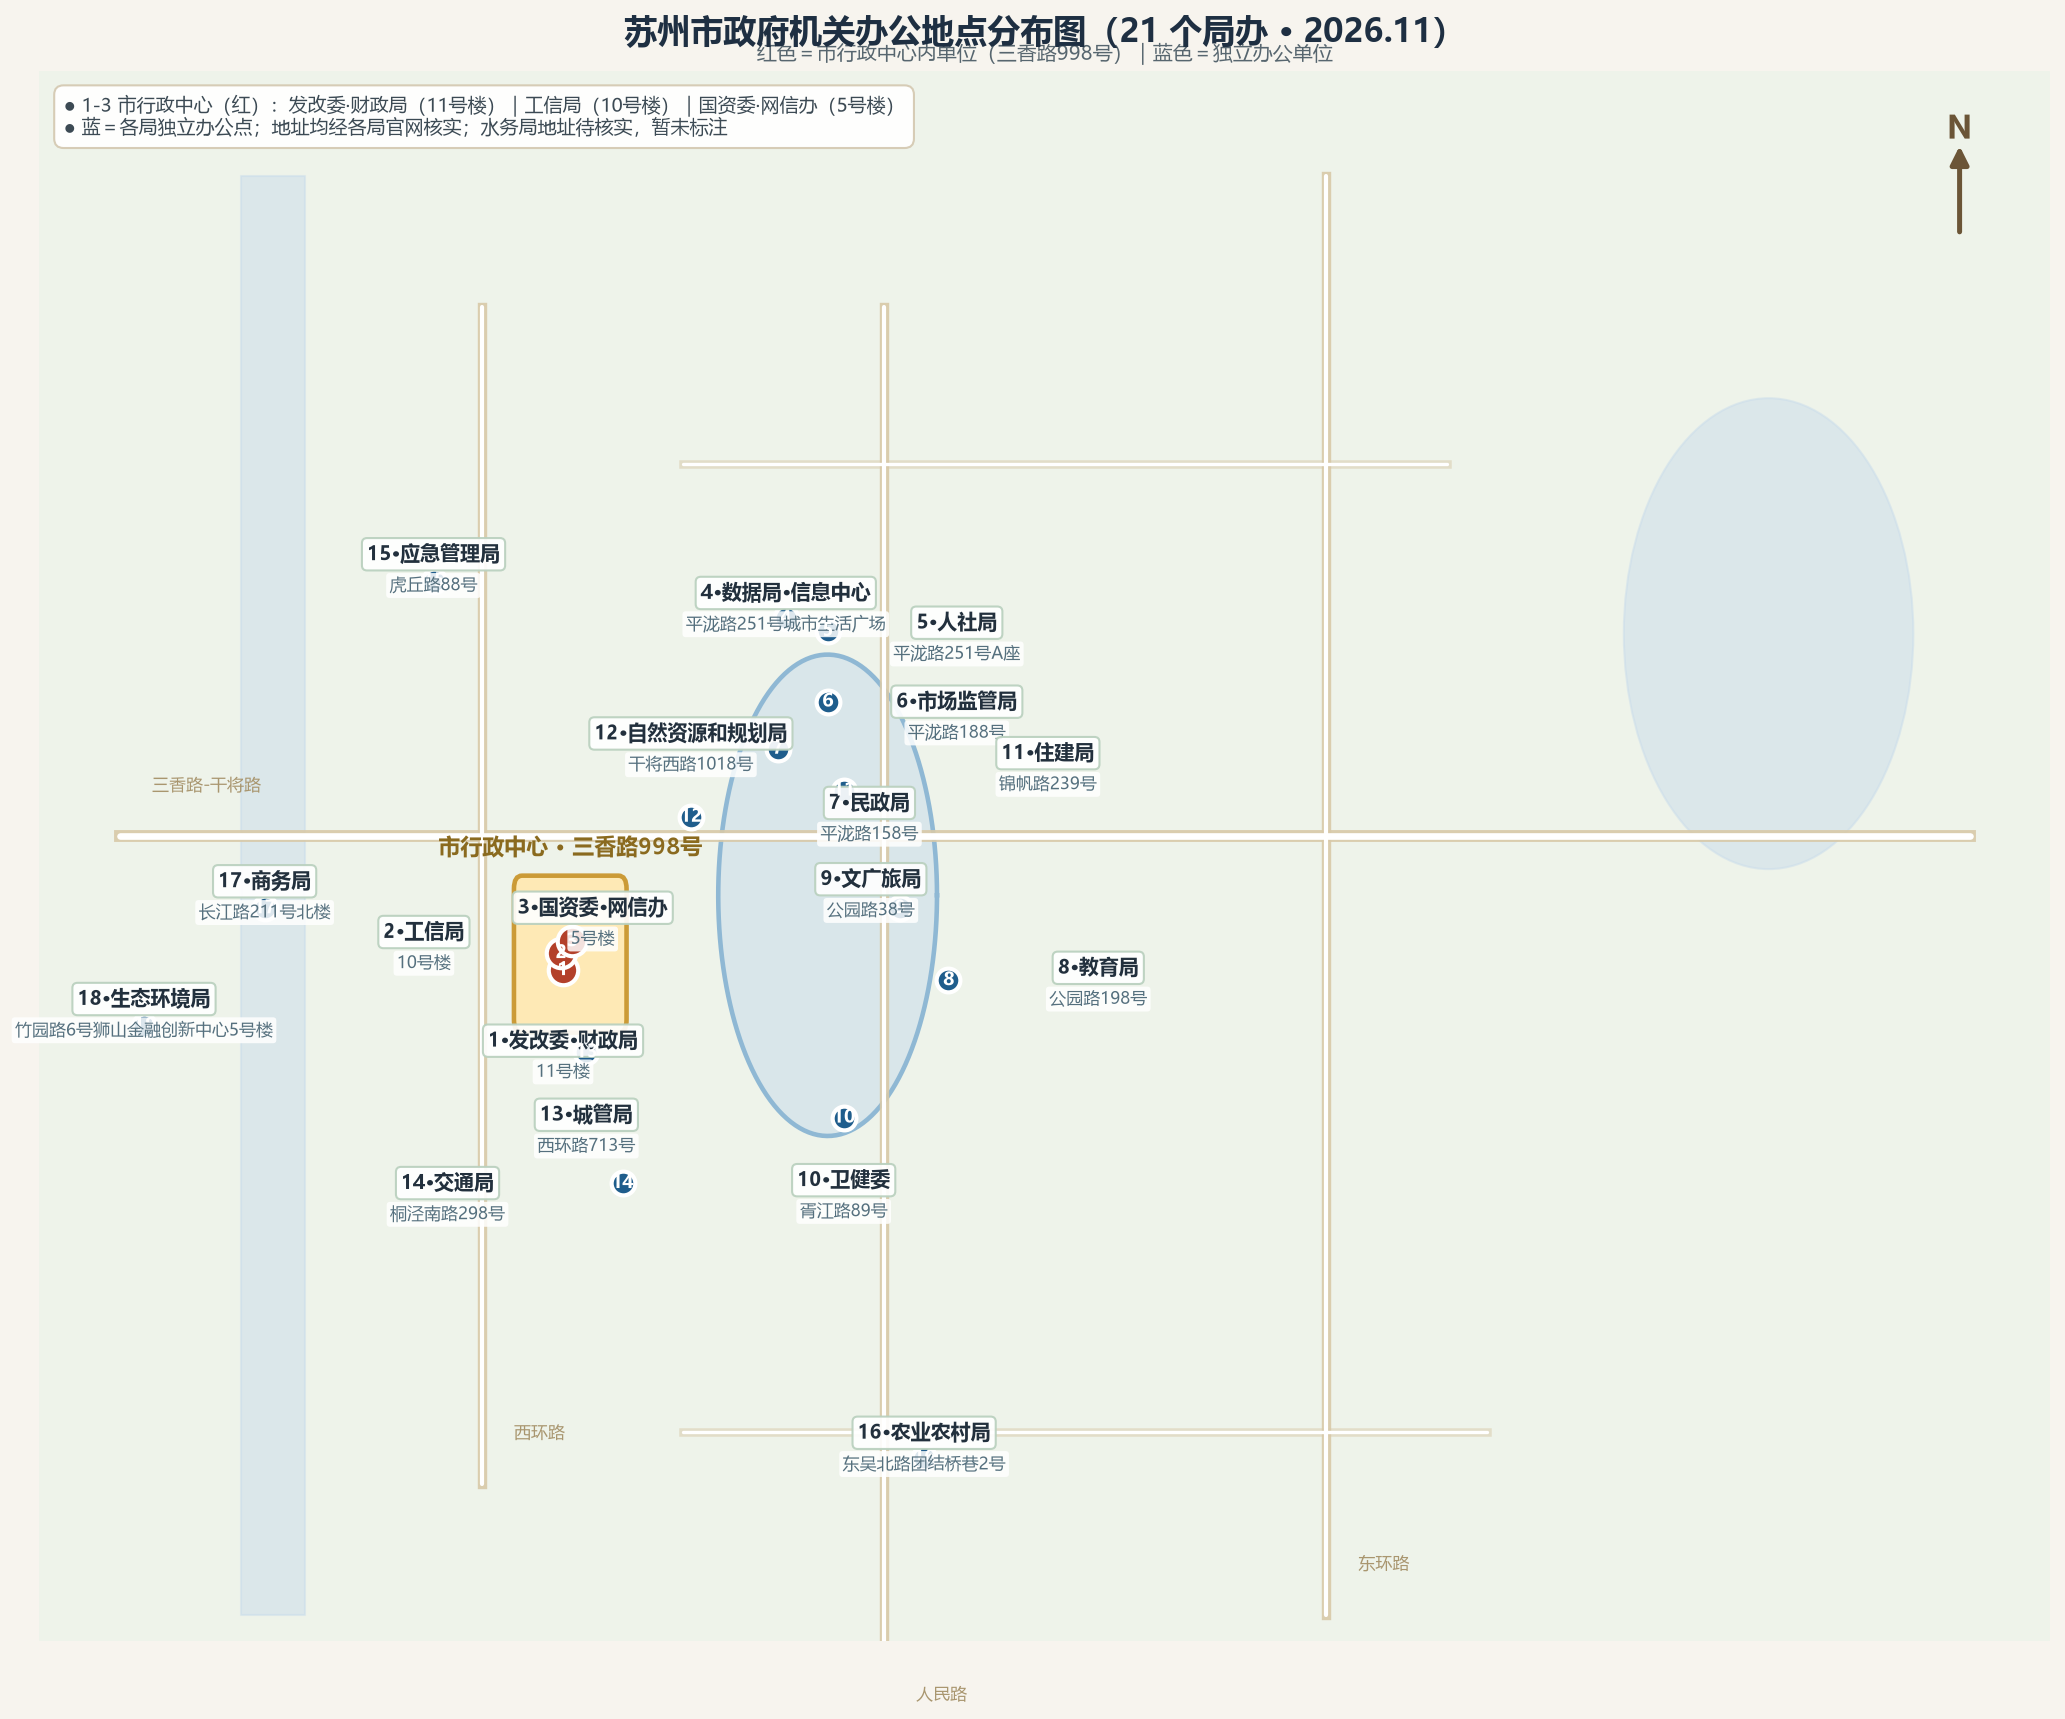 苏州市政府机关办公地点分布图（21 个局办 • 2026.11）
红色＝市行政中心内单位（三香路998号）｜蓝色＝独立办公单位
● 1-3 市行政中心（红）：发改委·财政局（11号楼）｜工信局（10号楼）｜国资委·网信办（5号楼）
● 蓝＝各局独立办公点；地址均经各局官网核实；水务局地址待核实，暂未标注
N
15•应急管理局
虎丘路88号
4•数据局•信息中心
平泷路251号城市生活广场
5•人社局
平泷路251号A座
6
6•市场监管局
平泷路188号
12•自然资源和规划局
干将西路1018号
11•住建局
锦帆路239号
三香路-干将路
7•民政局
平泷路158号
12
市行政中心 • 三香路998号
17•商务局
长江路211号北楼
3•国资委•网信办
5号楼
9•文广旅局
公园路38号
2•工信局
10号楼
2
1
8
8•教育局
公园路198号
18•生态环境局
竹园路6号狮山金融创新中心5号楼
1•发改委•财政局
11号楼
13•城管局
西环路713号
10
14•交通局
桐泾南路298号
14
10•卫健委
胥江路89号
西环路
16•农业农村局
东吴北路团结桥巷2号
东环路
人民路